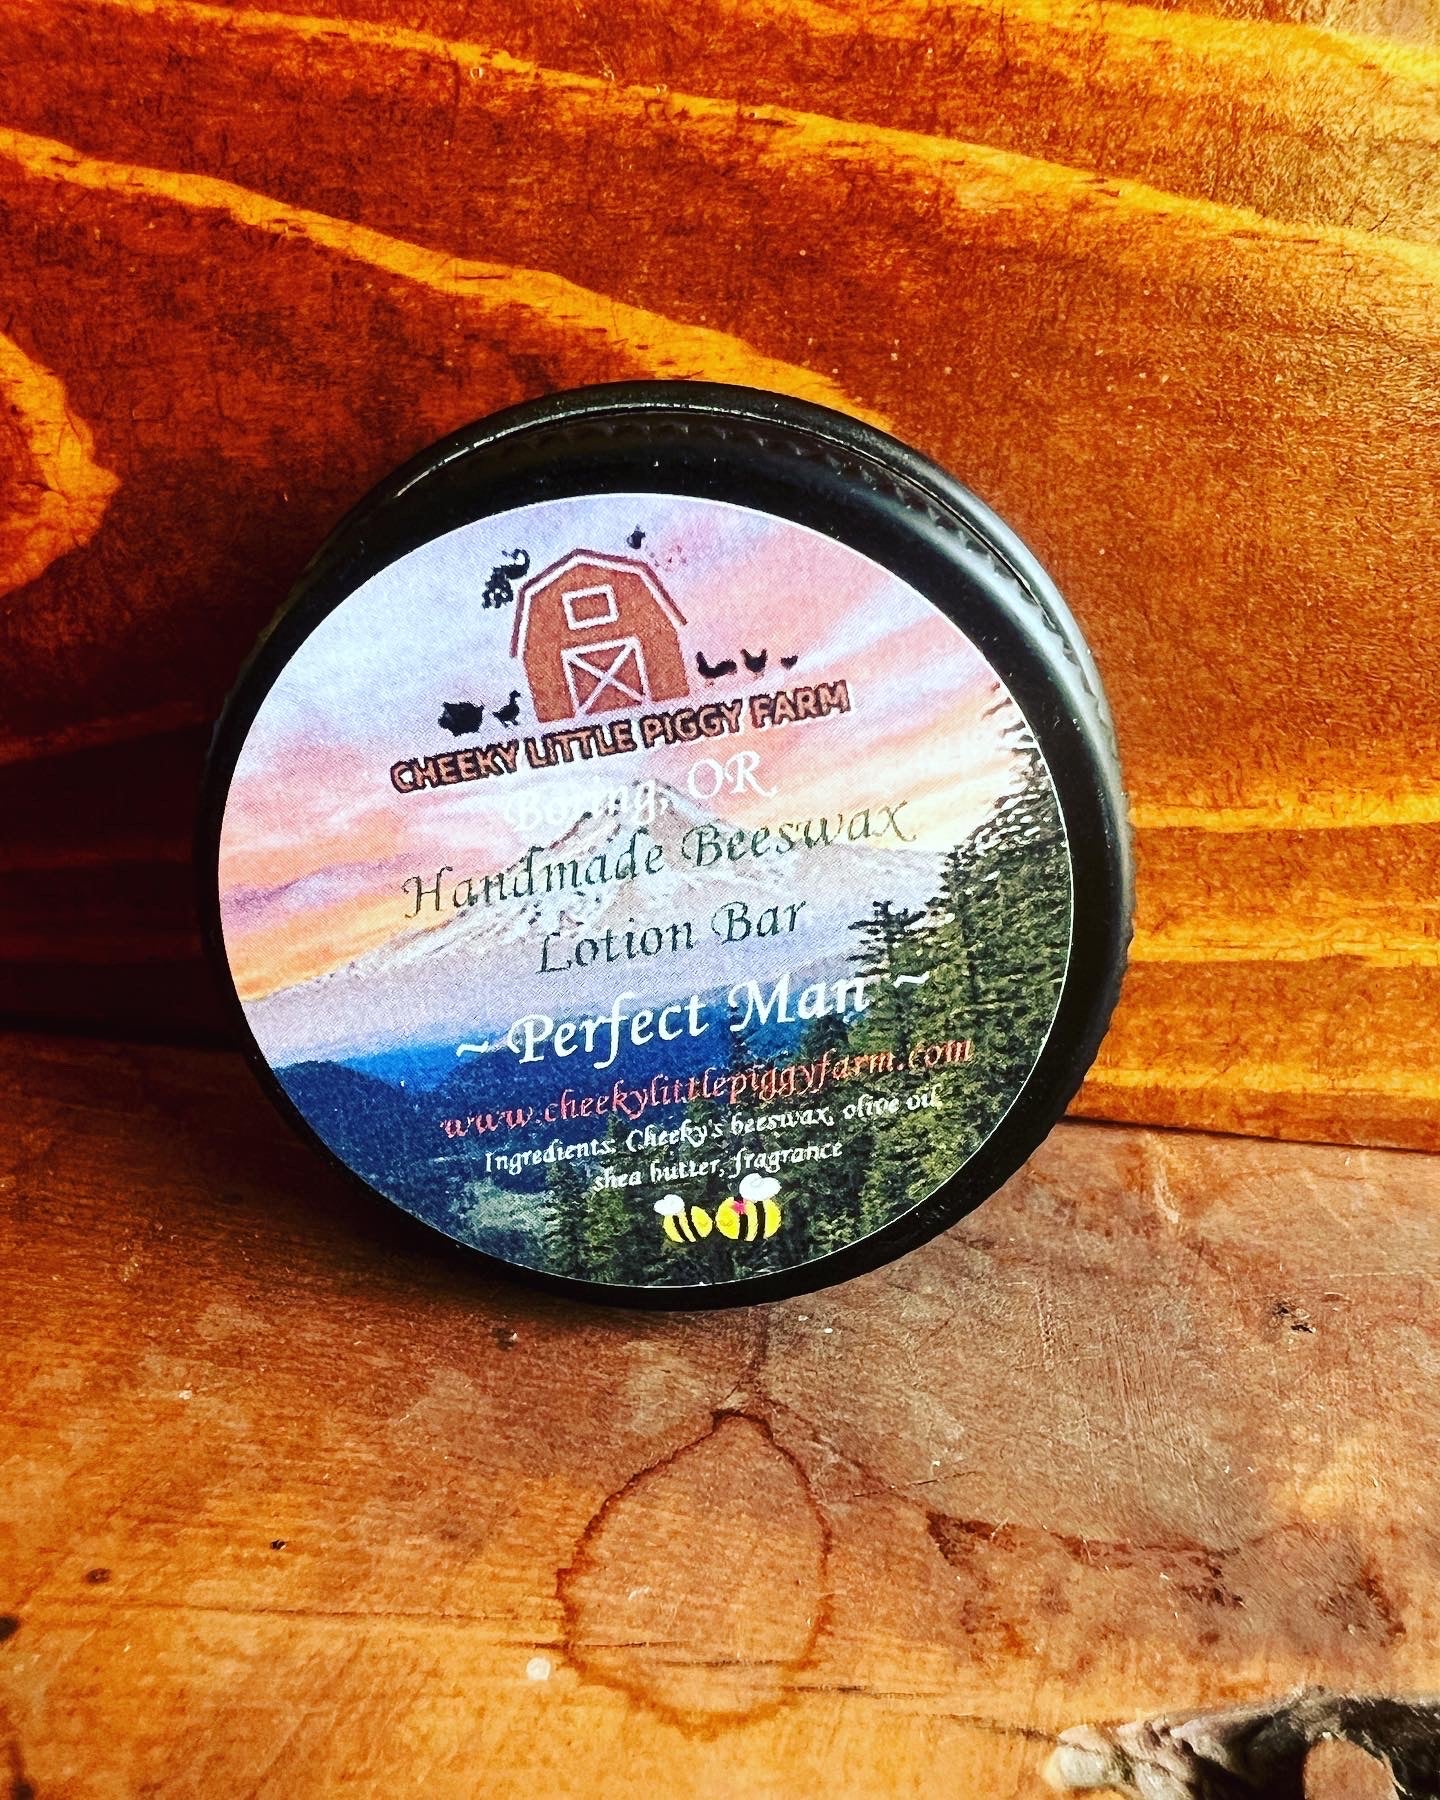 CHEEKY LITTLE PIGGY FARM
Boring, OR
Handmade Beeswax
Lotion Bar
~ Perfect Man ~
www.cheekylittlepiggyfarm.com
Ingredients: Cheeky's beeswax, olive oil,
shea butter, fragrance